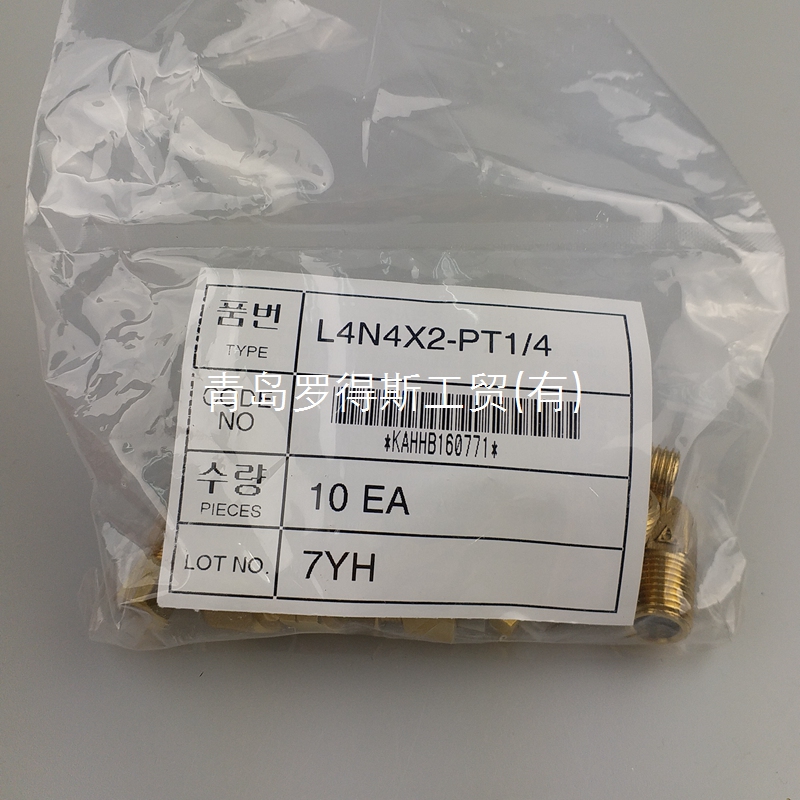 품번
TYPE
L4N4X2-PT1/4
青岛罗得斯工贸(有)
CODE
NO
*KAHHB160771*
수량
PIECES
10 EA
LOT NO.
7YH